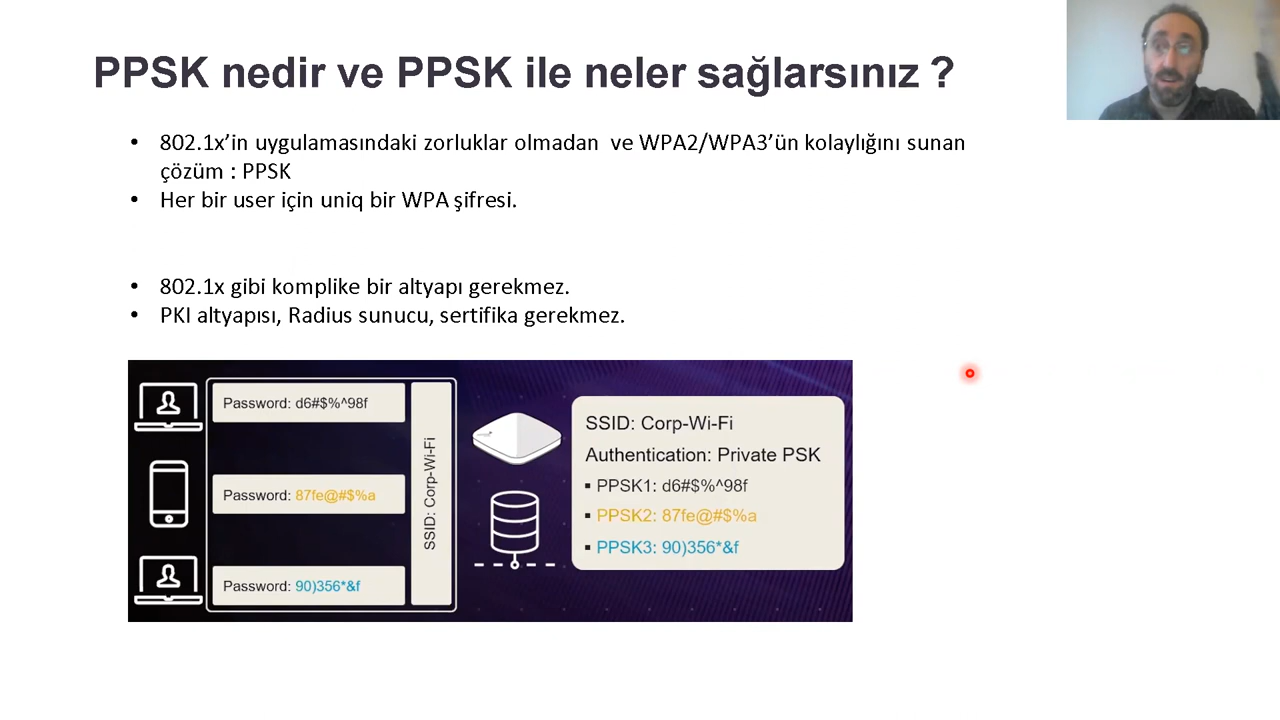 PPSK nedir ve PPSK ile neler sağlarsınız ?
• 802.1x’in uygulamasındaki zorluklar olmadan  ve WPA2/WPA3’ün kolaylığını sunan
çözüm : PPSK
• Her bir user için uniq bir WPA şifresi.
• 802.1x gibi komplike bir altyapı gerekmez.
• PKI altyapısı, Radius sunucu, sertifika gerekmez.
Password: d6#$%^98f
Password: 87fe@#$%a
Password: 90)356*&f
SSID: Corp-Wi-Fi
SSID: Corp-Wi-Fi
Authentication: Private PSK
▪ PPSK1: d6#$%^98f
▪ PPSK2: 87fe@#$%a
▪ PPSK3: 90)356*&f